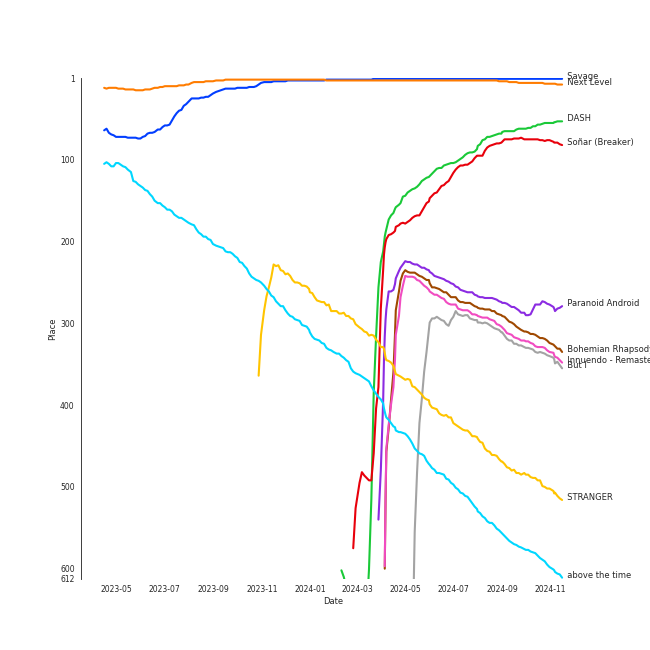 1
100
200
300
400
500
600
612
Place
2023-05
2023-07
2023-09
2023-11
2024-01
2024-03
2024-05
2024-07
2024-09
2024-11
Date
Savage
Next Level
DASH
Soñar (Breaker)
Paranoid Android
Bohemian Rhapsody
Innuendo - Remaste
But I
STRANGER
above the time